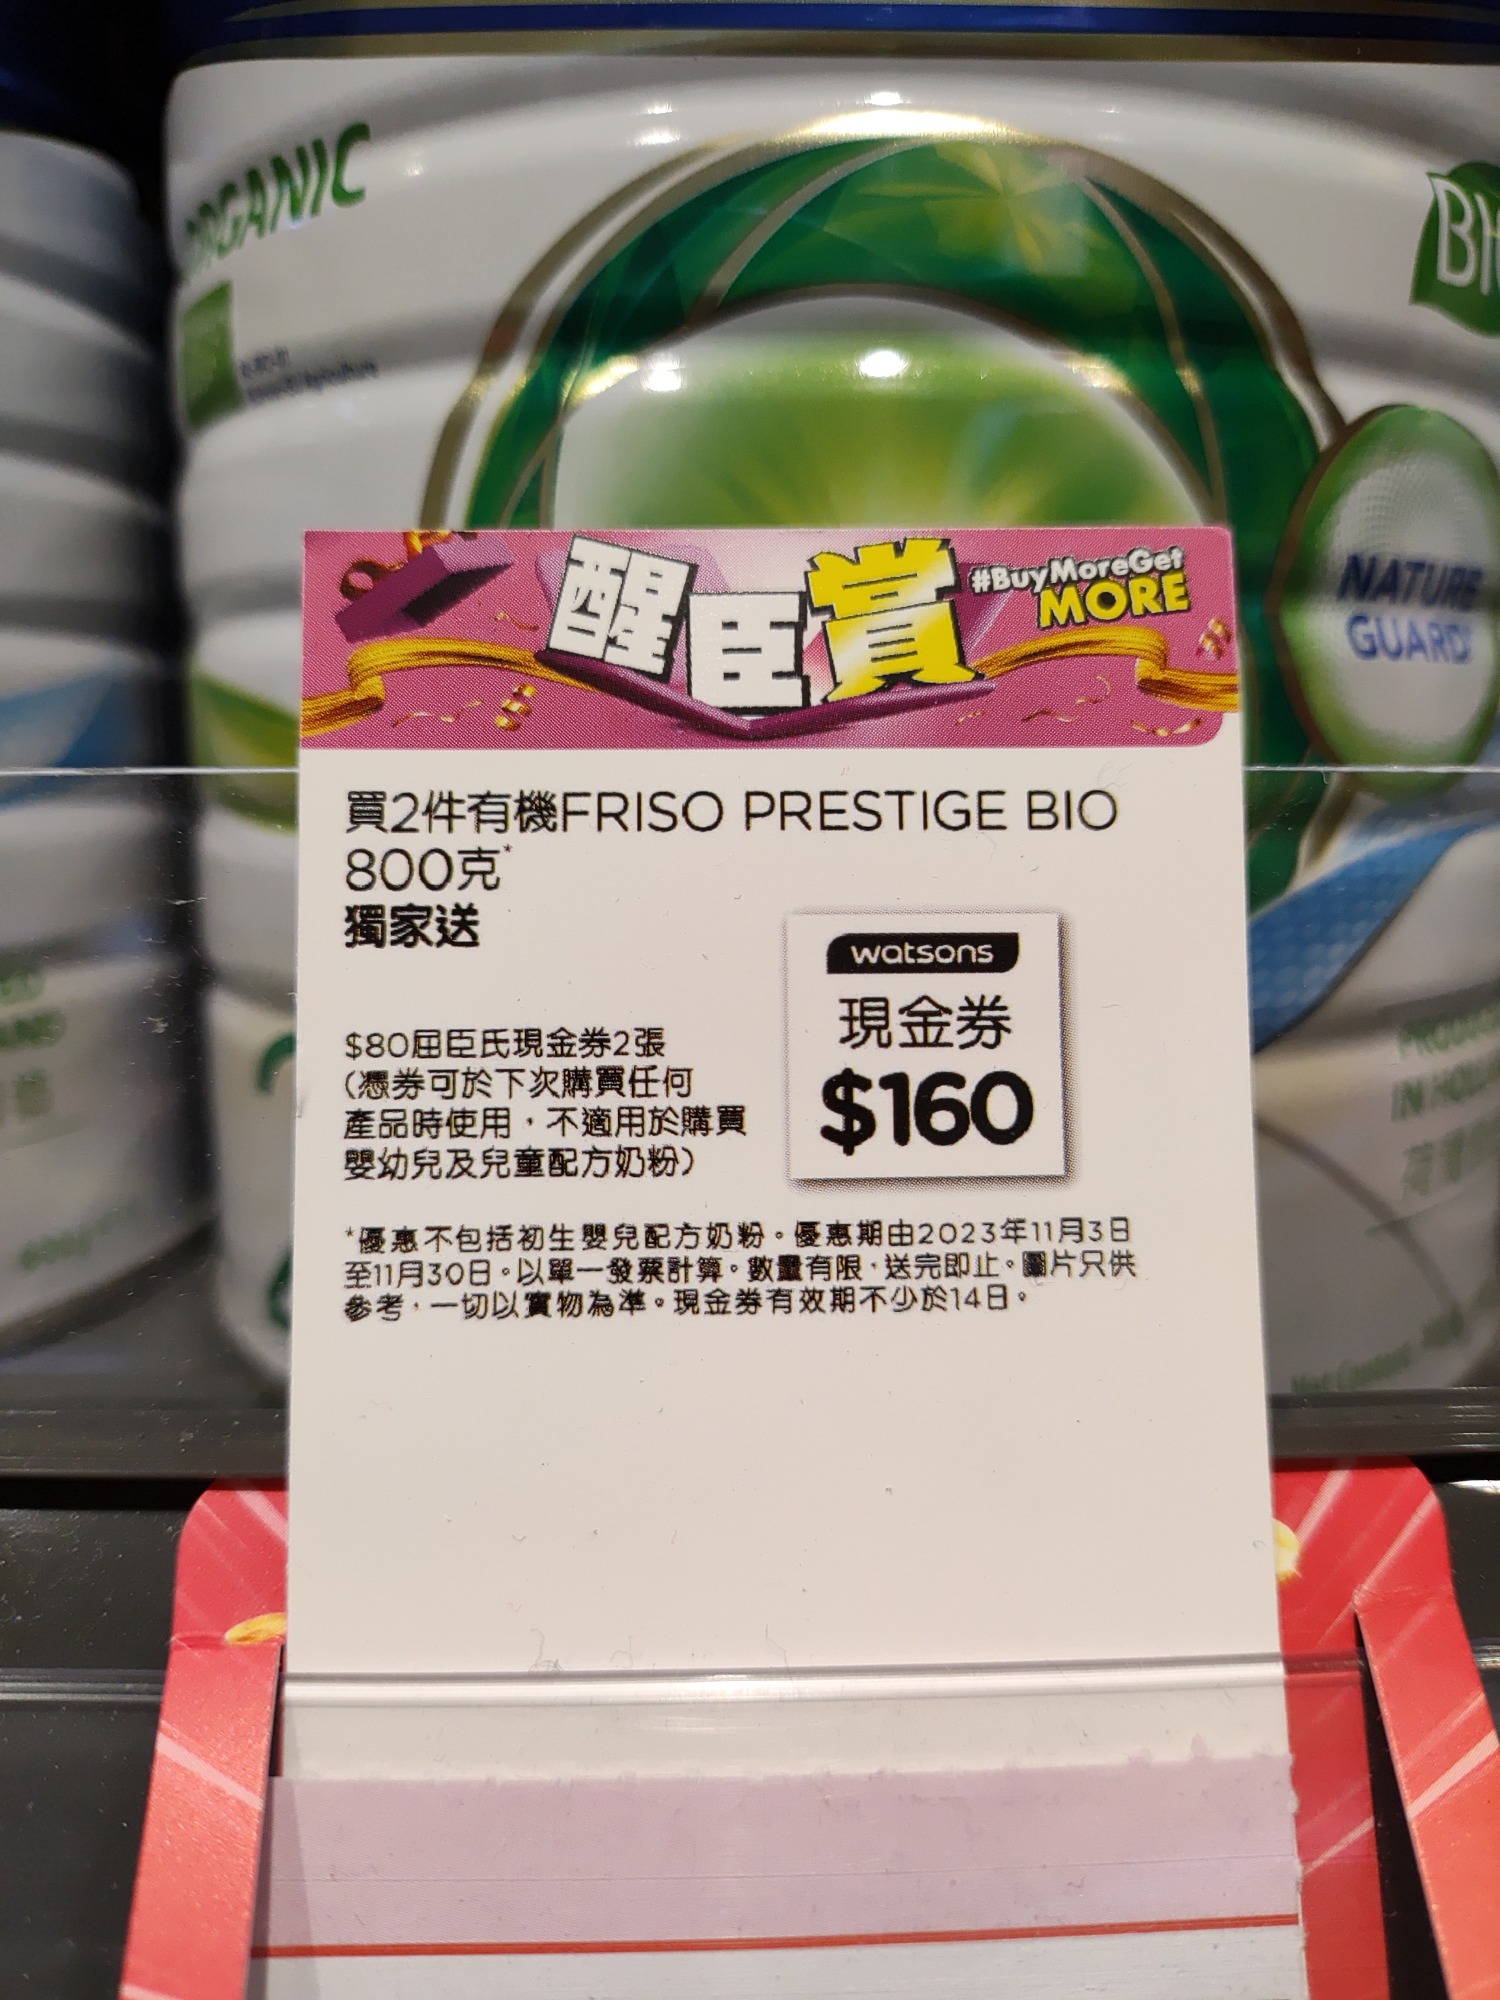 ORGANIC
BIO
NATURE
GUARD
醒臣賞
#BuyMoreGet
MORE
買2件有機FRISO PRESTIGE BIO
800克*
獨家送
watsons
現金券
$160
$80屈臣氏現金券2張
(憑券可於下次購買任何
產品時使用，不適用於購買
嬰幼兒及兒童配方奶粉)
*優惠不包括初生嬰兒配方奶粉。優惠期由2023年11月3日
至11月30日。以單一發票計算。數量有限，送完即止。圖片只供
參考，一切以實物為準。現金券有效期不少於14日。